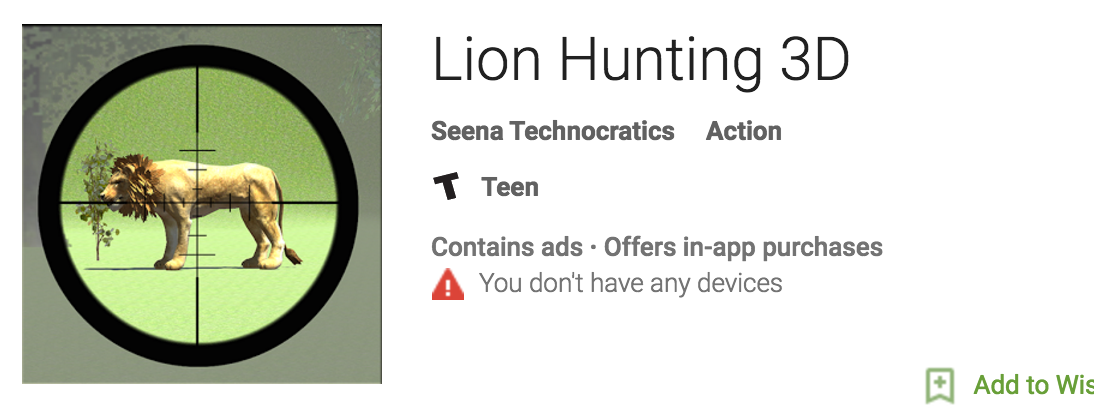 Lion Hunting 3D
Seena Technocratics Action
T Teen
Contains ads · Offers in-app purchases
You don't have any devices
Add to Wis